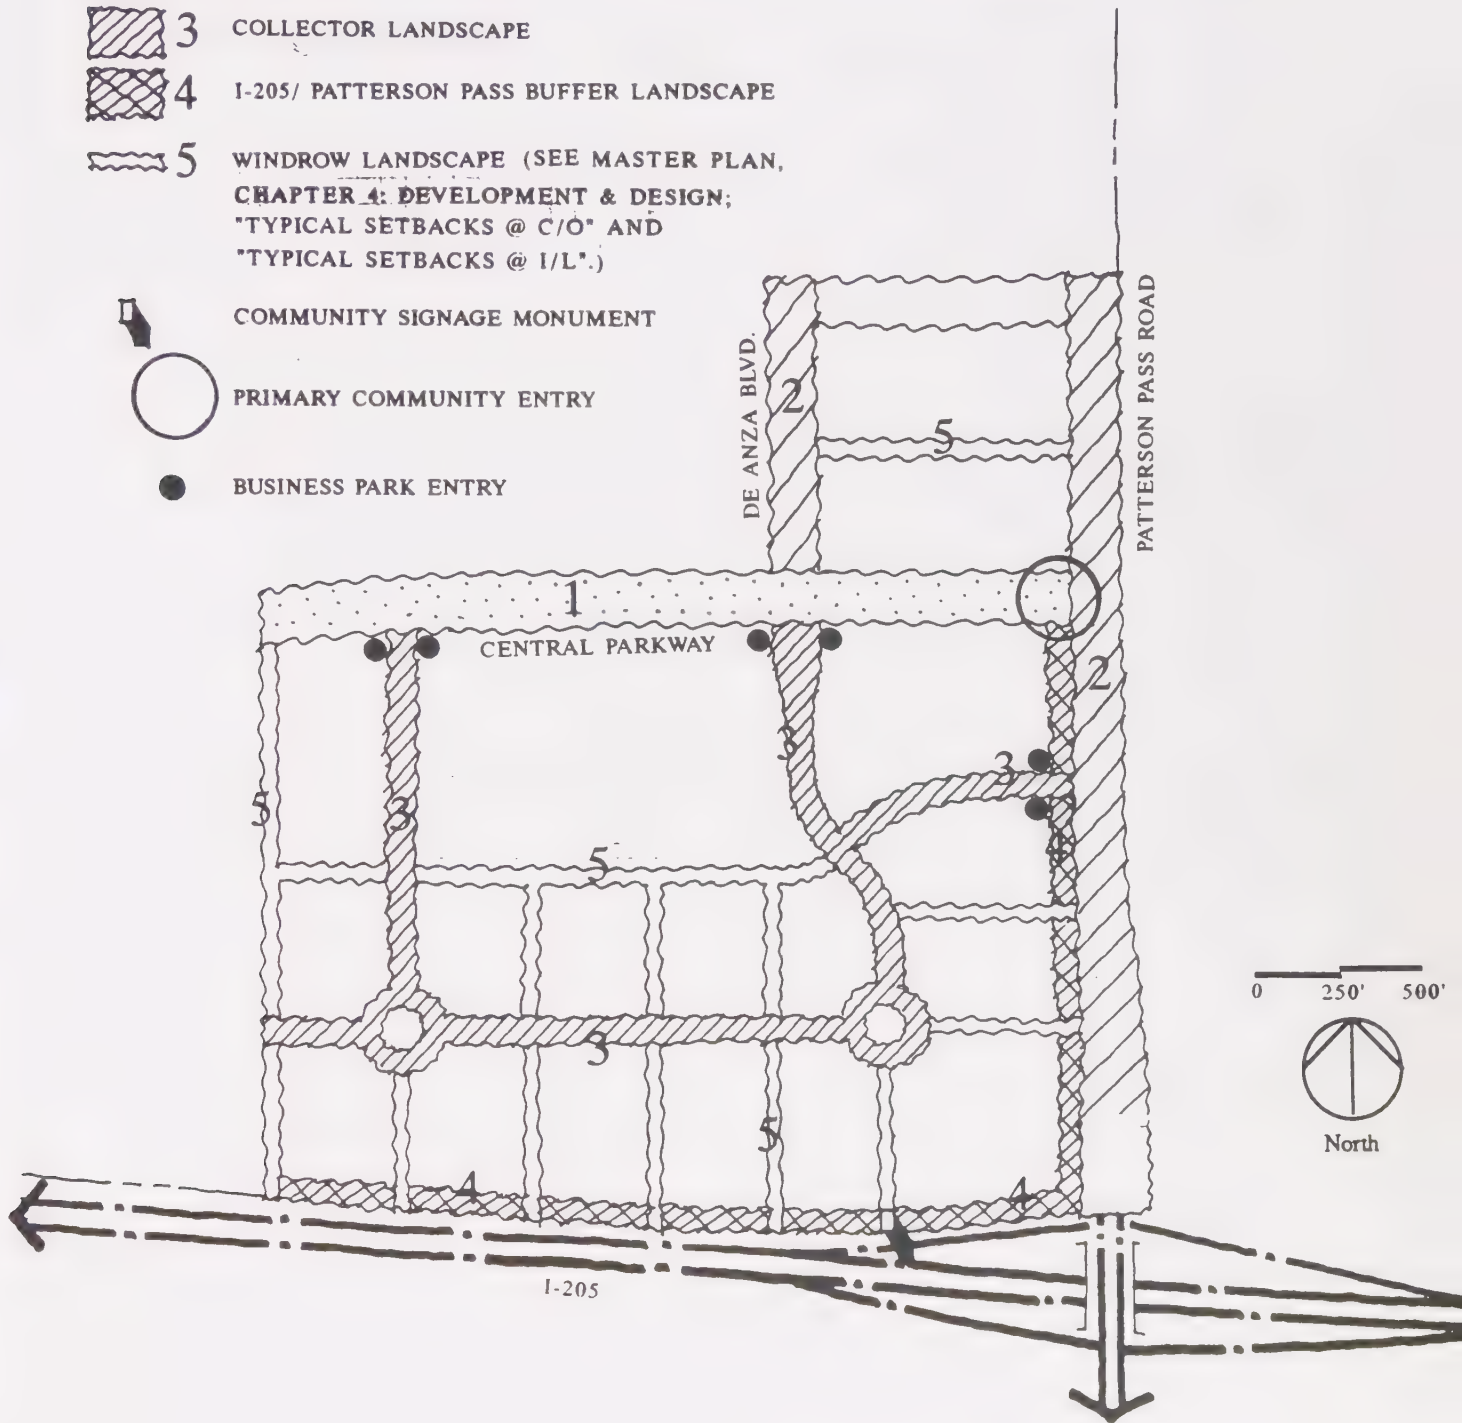 3 COLLECTOR LANDSCAPE
4 I-205/ PATTERSON PASS BUFFER LANDSCAPE
5 WINDROW LANDSCAPE (SEE MASTER PLAN,
CHAPTER 4: DEVELOPMENT & DESIGN;
"TYPICAL SETBACKS @ C/O" AND
"TYPICAL SETBACKS @ I/L".)
COMMUNITY SIGNAGE MONUMENT
PRIMARY COMMUNITY ENTRY
BUSINESS PARK ENTRY
DE ANZA BLVD.
PATTERSON PASS ROAD
2
5
1
CENTRAL PARKWAY
2
3
3
5
3
4
5
3
5
4
4
0 250' 500'
North
I-205